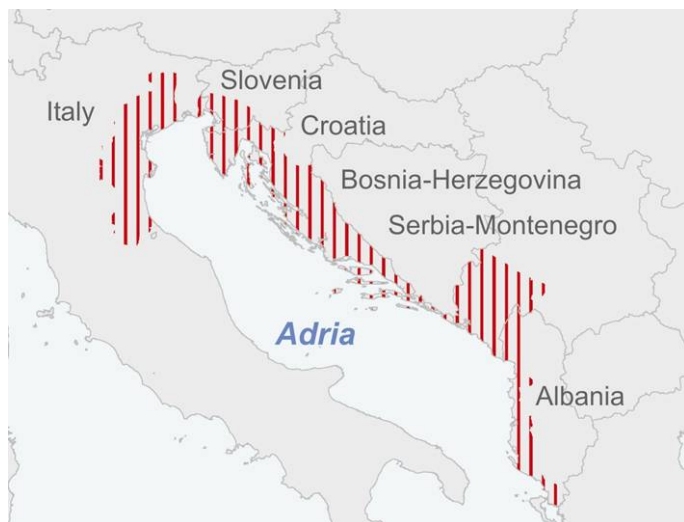 Slovenia
Italy
Croatia
Bosnia-Herzegovina
Serbia-Montenegro
Adria
Albania